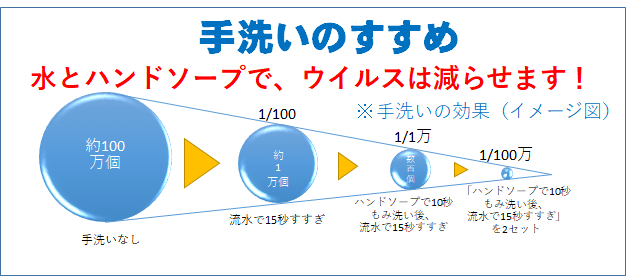 手洗いのすすめ
水とハンドソープで、ウイルスは減らせます！
※手洗いの効果（イメージ図）
約100
万個
手洗いなし
1/100
約
1
万個
流水で15秒すすぎ
1/1万
数
百
個
ハンドソープで10秒
もみ洗い後、
流水で15秒すすぎ
1/100万
「ハンドソープで10秒
もみ洗い後、
流水で15秒すすぎ」
を2セット